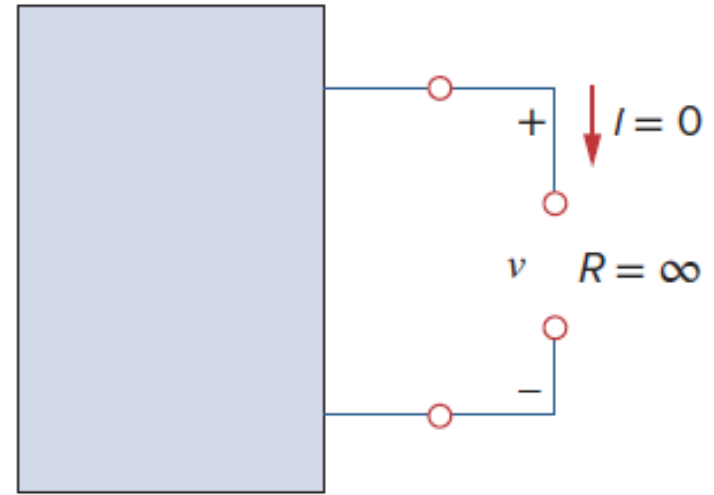 + I = 0
v R = ∞
−